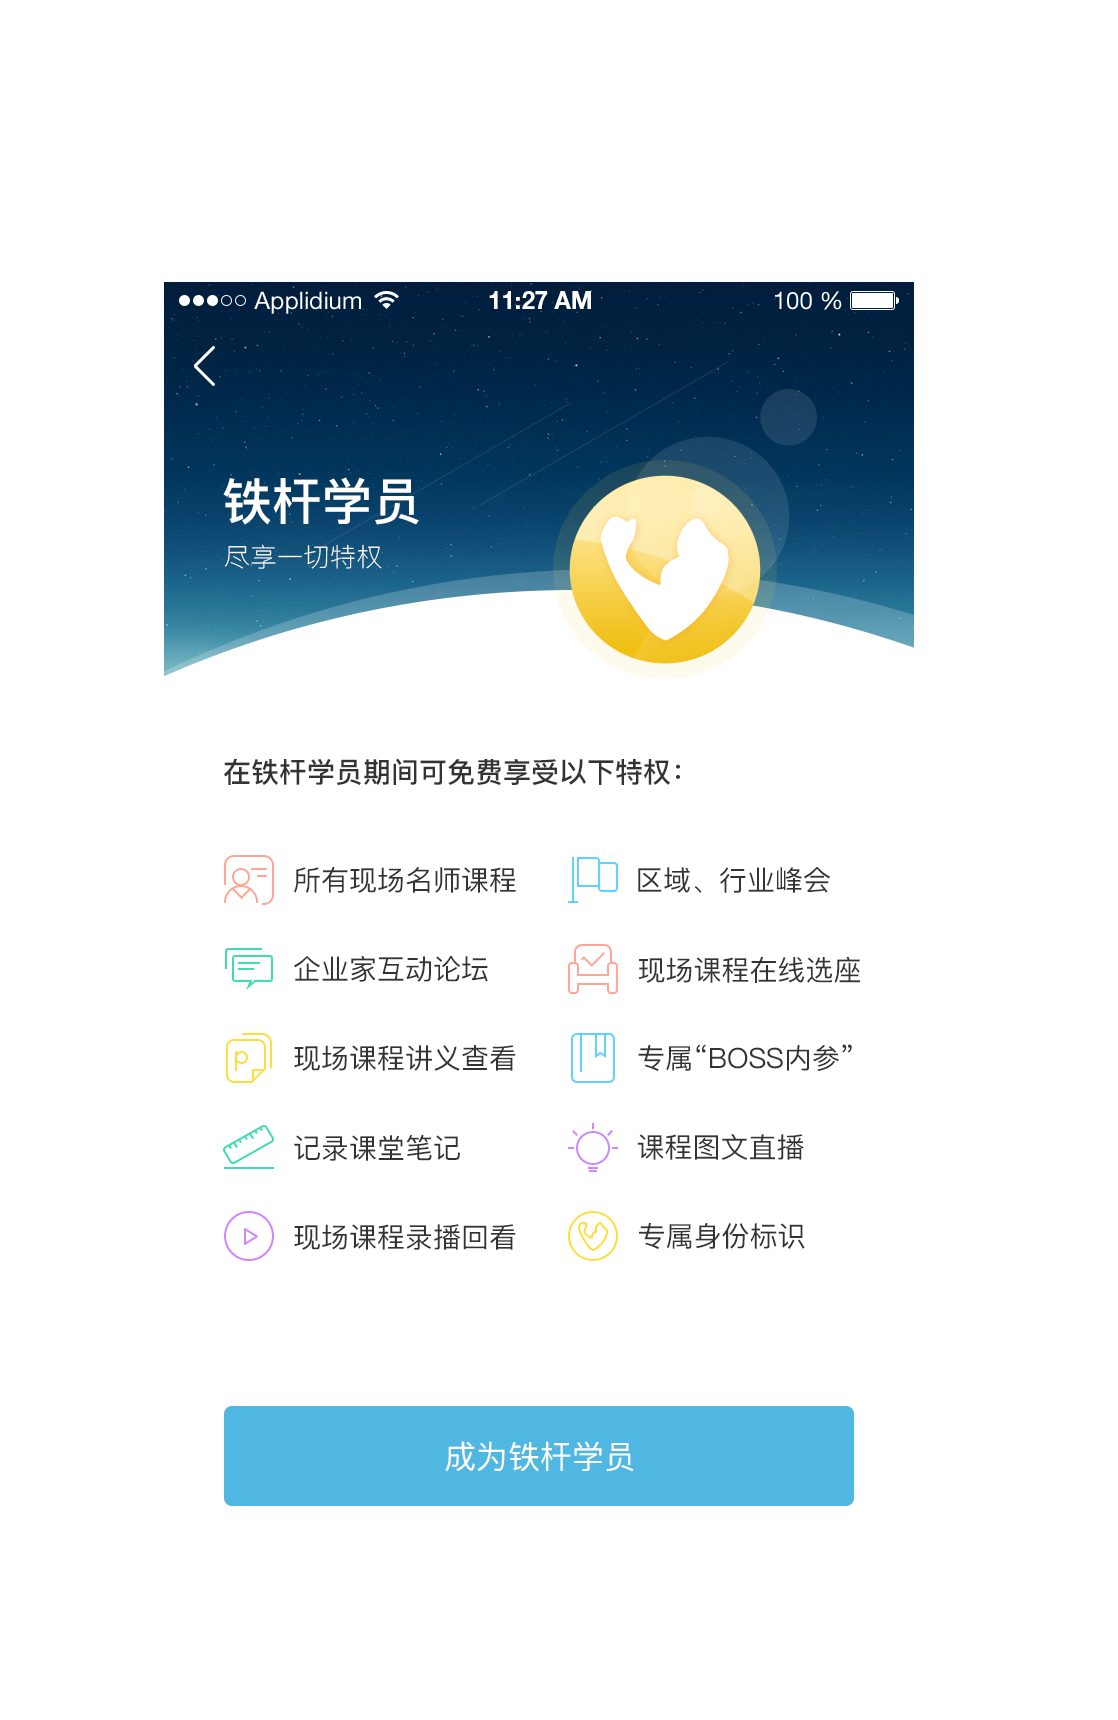 Applidium 11:27 AM 100 %
铁杆学员
尽享一切特权
在铁杆学员期间可免费享受以下特权：
所有现场名师课程 区域、行业峰会
企业家互动论坛 现场课程在线选座
现场课程讲义查看 专属“BOSS内参”
记录课堂笔记 课程图文直播
现场课程录播回看 专属身份标识
成为铁杆学员